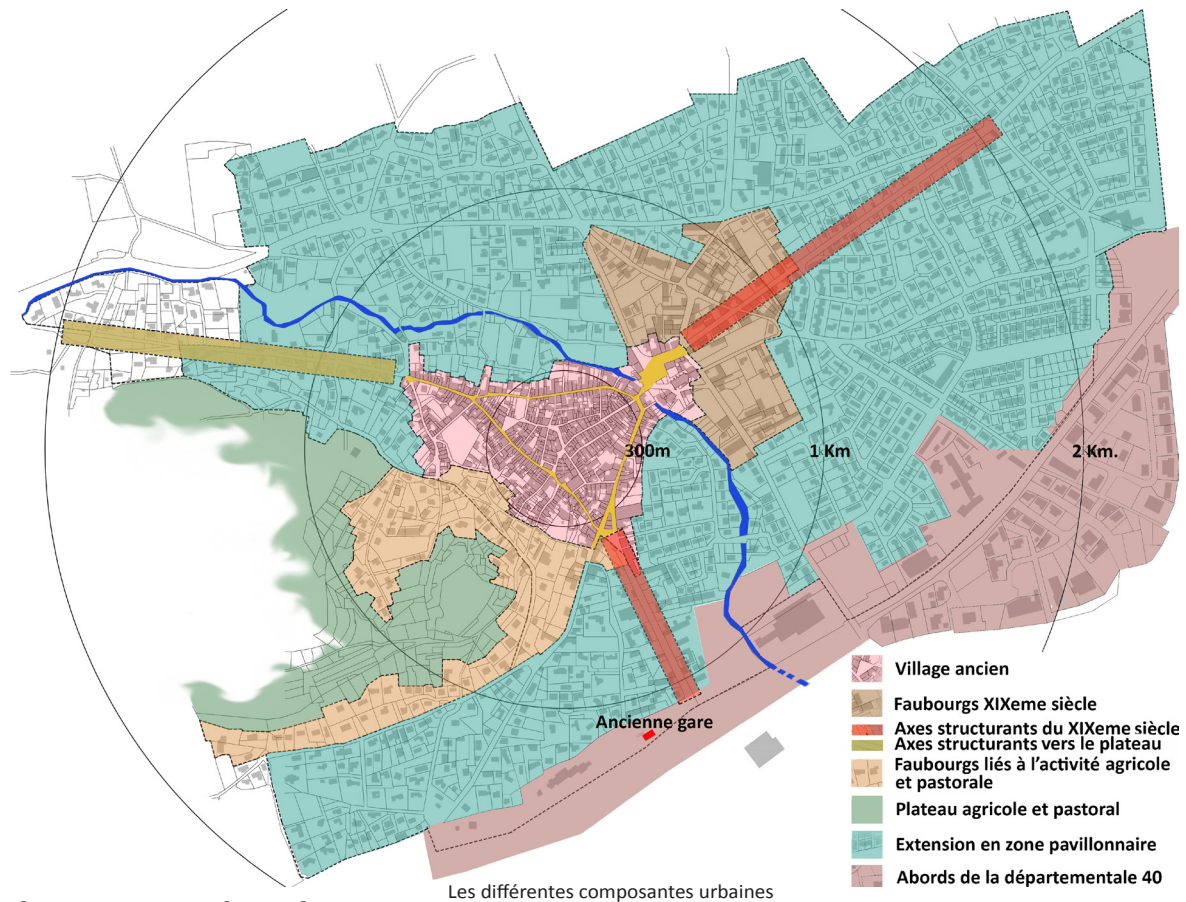 300m
1 Km
2 Km.
Ancienne gare
Village ancien
Faubourgs XIXeme siècle
Axes structurants du XIXeme siècle
Axes structurants vers le plateau
Faubourgs liés à l'activité agricole
et pastorale
Plateau agricole et pastoral
Extension en zone pavillonnaire
Abords de la départementale 40
Les différentes composantes urbaines